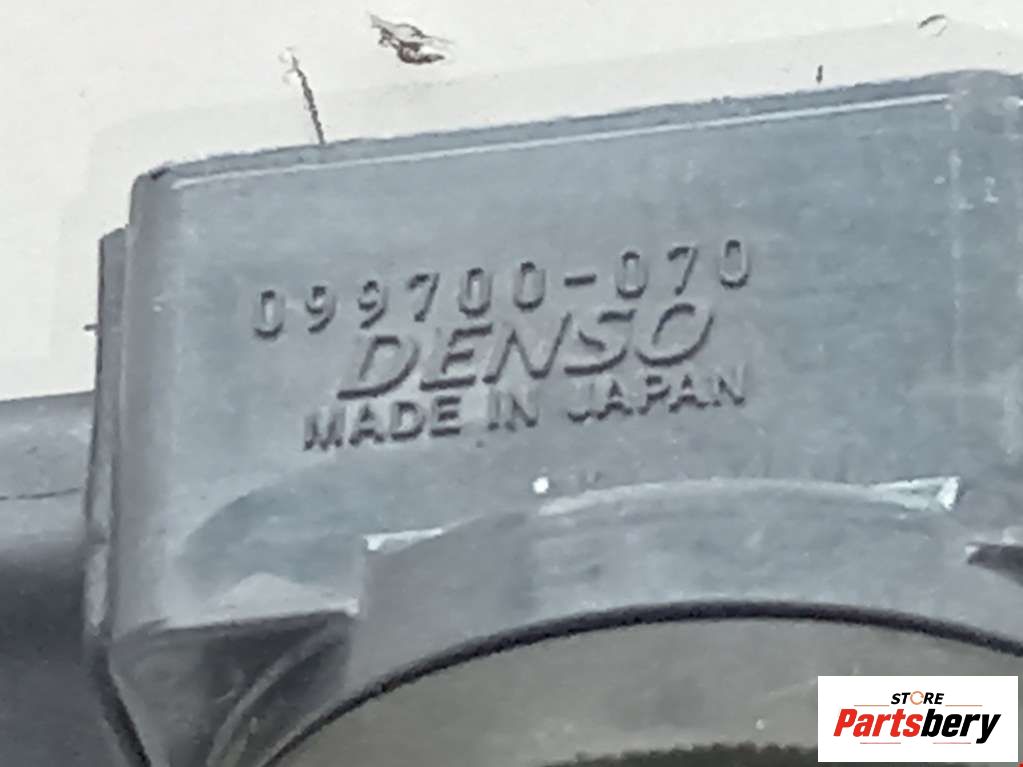 099700-070
DENSO
MADE IN JAPAN
STORE
Partsbery